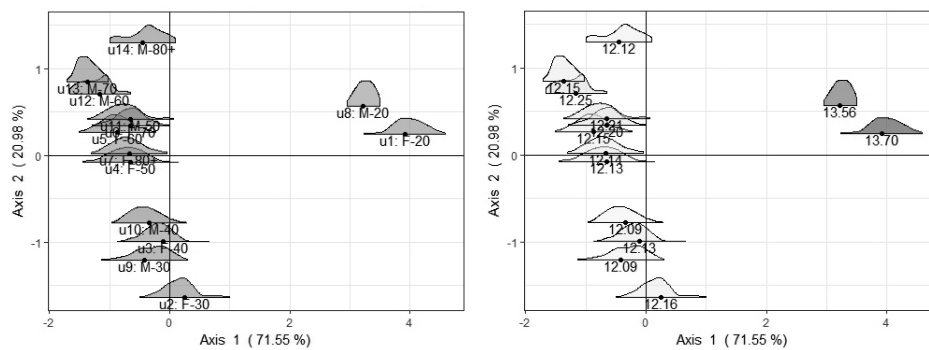 u14: M-80+
u13: M-70
u12: M-60
u8: M-20
u11: M-50
u1: F-20
u5: F-60
u7: F-80+
u4: F-50
u10: M-40
u3: F-40
u9: M-30
u2: F-30
1
0
-1
-2
0
2
4
Axis 2 ( 20.98 %)
Axis 1 ( 71.55 %)
12.12
12.15
12.25
13.56
12.21
13.70
12.15
12.14
12.13
12.09
12.13
12.09
12.16
1
0
-1
-2
0
2
4
Axis 2 ( 20.98 %)
Axis 1 ( 71.55 %)